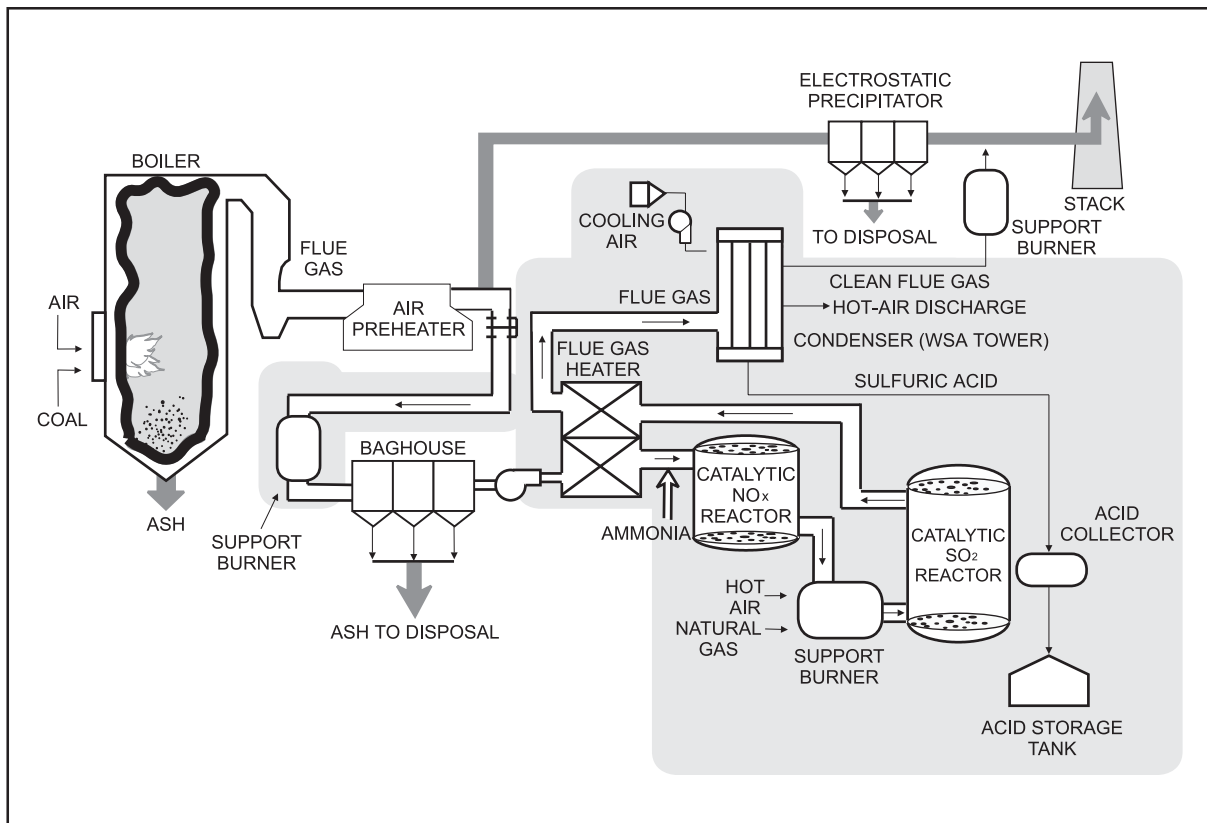 ELECTROSTATIC
PRECIPITATOR
BOILER
STACK
COOLING
AIR
TO DISPOSAL
SUPPORT
BURNER
FLUE
GAS
CLEAN FLUE GAS
FLUE GAS
HOT-AIR DISCHARGE
AIR
AIR
PREHEATER
CONDENSER (WSA TOWER)
FLUE GAS
HEATER
SULFURIC ACID
COAL
BAGHOUSE
CATALYTIC
NOx
REACTOR
ASH
AMMONIA
CATALYTIC
SO2
REACTOR
ACID
COLLECTOR
SUPPORT
BURNER
HOT
AIR
NATURAL
GAS
ASH TO DISPOSAL
SUPPORT
BURNER
ACID STORAGE
TANK